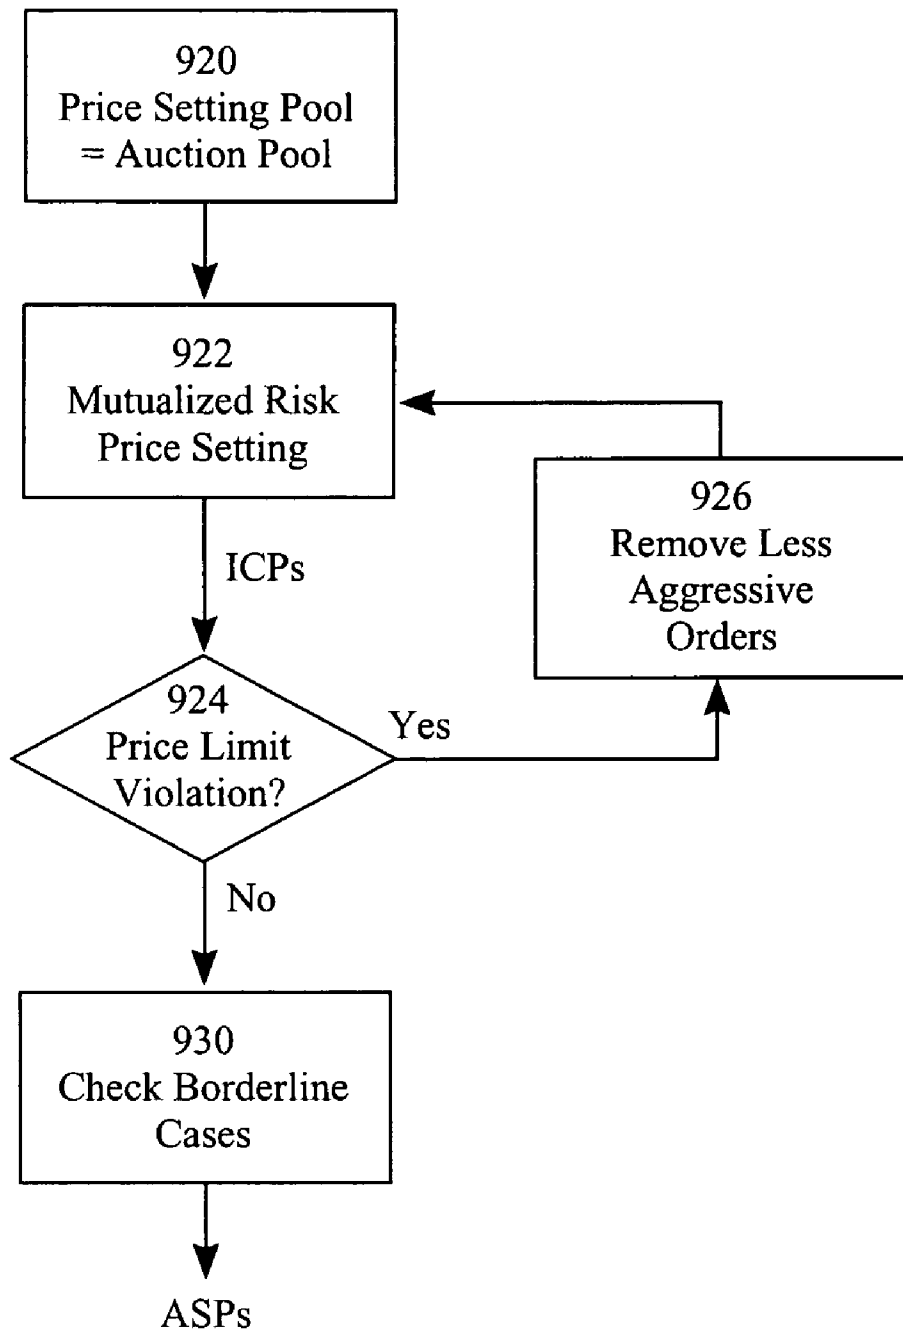 920
Price Setting Pool
= Auction Pool
922
Mutualized Risk
Price Setting
ICPs
924
Price Limit
Violation?
Yes
926
Remove Less
Aggressive
Orders
No
930
Check Borderline
Cases
ASPs